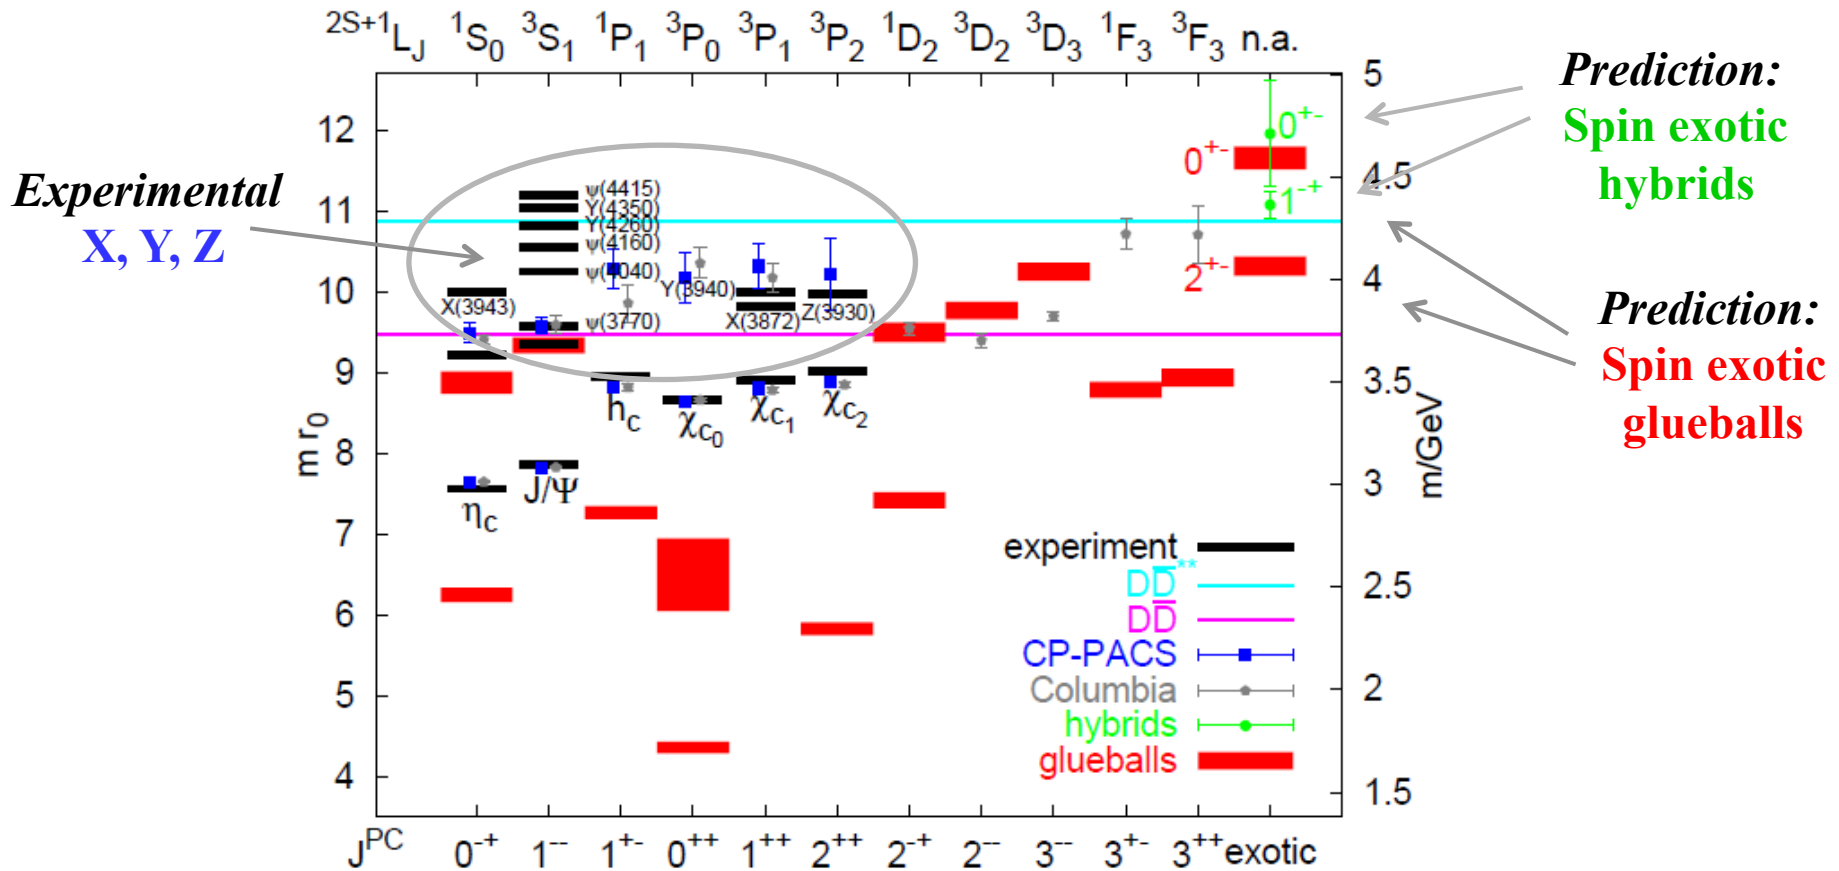 2S+1LJ 1S0 3S1 1P1 3P0 3P1 3P2 1D2 3D2 3D3 1F3 3F3 n.a.
Experimental
X, Y, Z
Prediction:
Spin exotic
hybrids
Prediction:
Spin exotic
glueballs
m r0
12
11
10
9
8
7
6
5
4
m/GeV
5
4.5
4
3.5
3
2.5
2
1.5
0+-
0+-
1-+
2+-
ψ(4415)
Y(4350)
Y(4260)
ψ(4160)
ψ(4040)
X(3943)
ψ(3770)
Y(3940)
X(3872)
Z(3930)
hc
χc0
χc1
χc2
ηc
J/Ψ
experiment
DD̅**
DD̅
CP-PACS
Columbia
hybrids
glueballs
JPC 0-+ 1-- 1+- 0++ 1++ 2++ 2-+ 2-- 3-- 3+- 3++ exotic